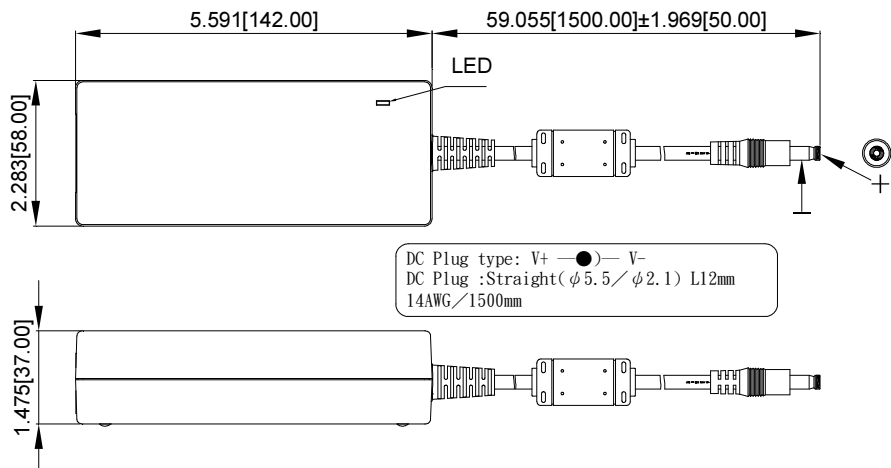 5.591[142.00]
59.055[1500.00]±1.969[50.00]
LED
2.283[58.00]
+
DC Plug type: V+ —●)— V-
DC Plug :Straight(φ5.5／φ2.1) L12mm
14AWG／1500mm
1.475[37.00]